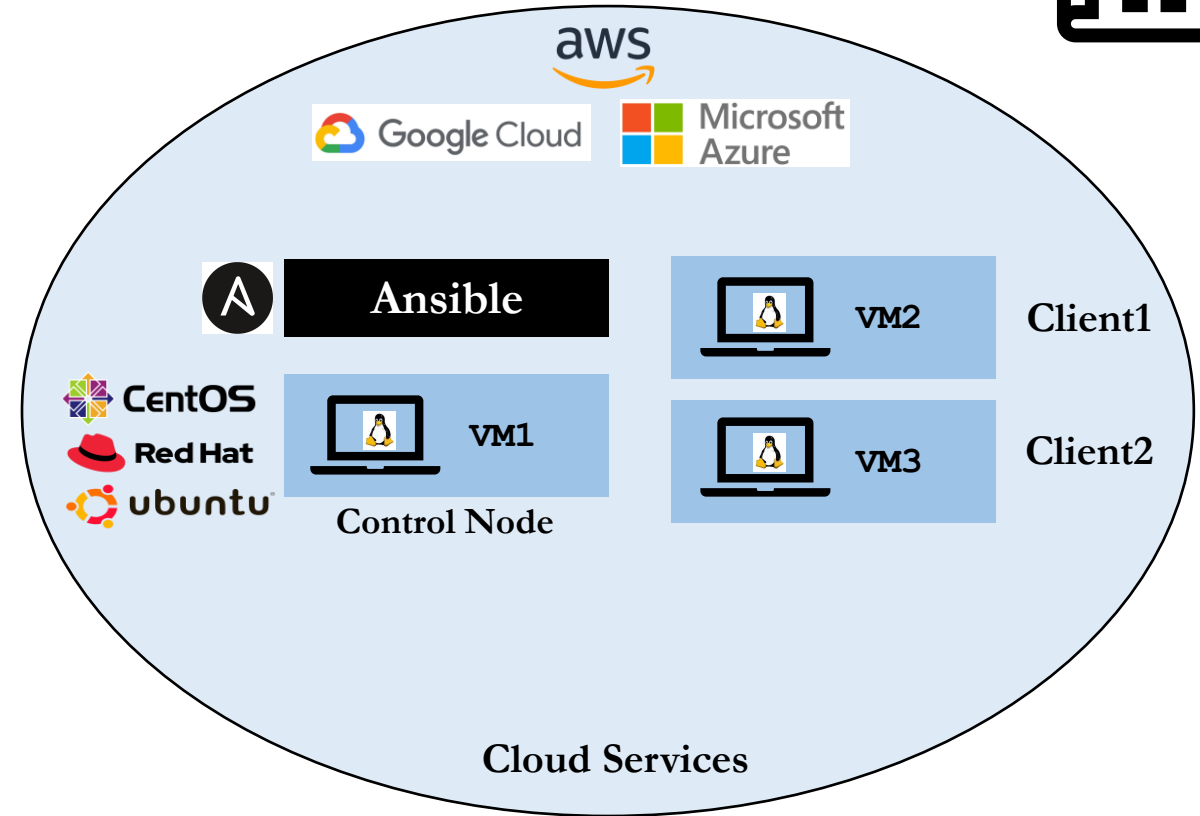 aws
Google Cloud
Microsoft
Azure
Ansible
VM2
Client1
CentOS
Red Hat
ubuntu
VM1
Control Node
VM3
Client2
Cloud Services